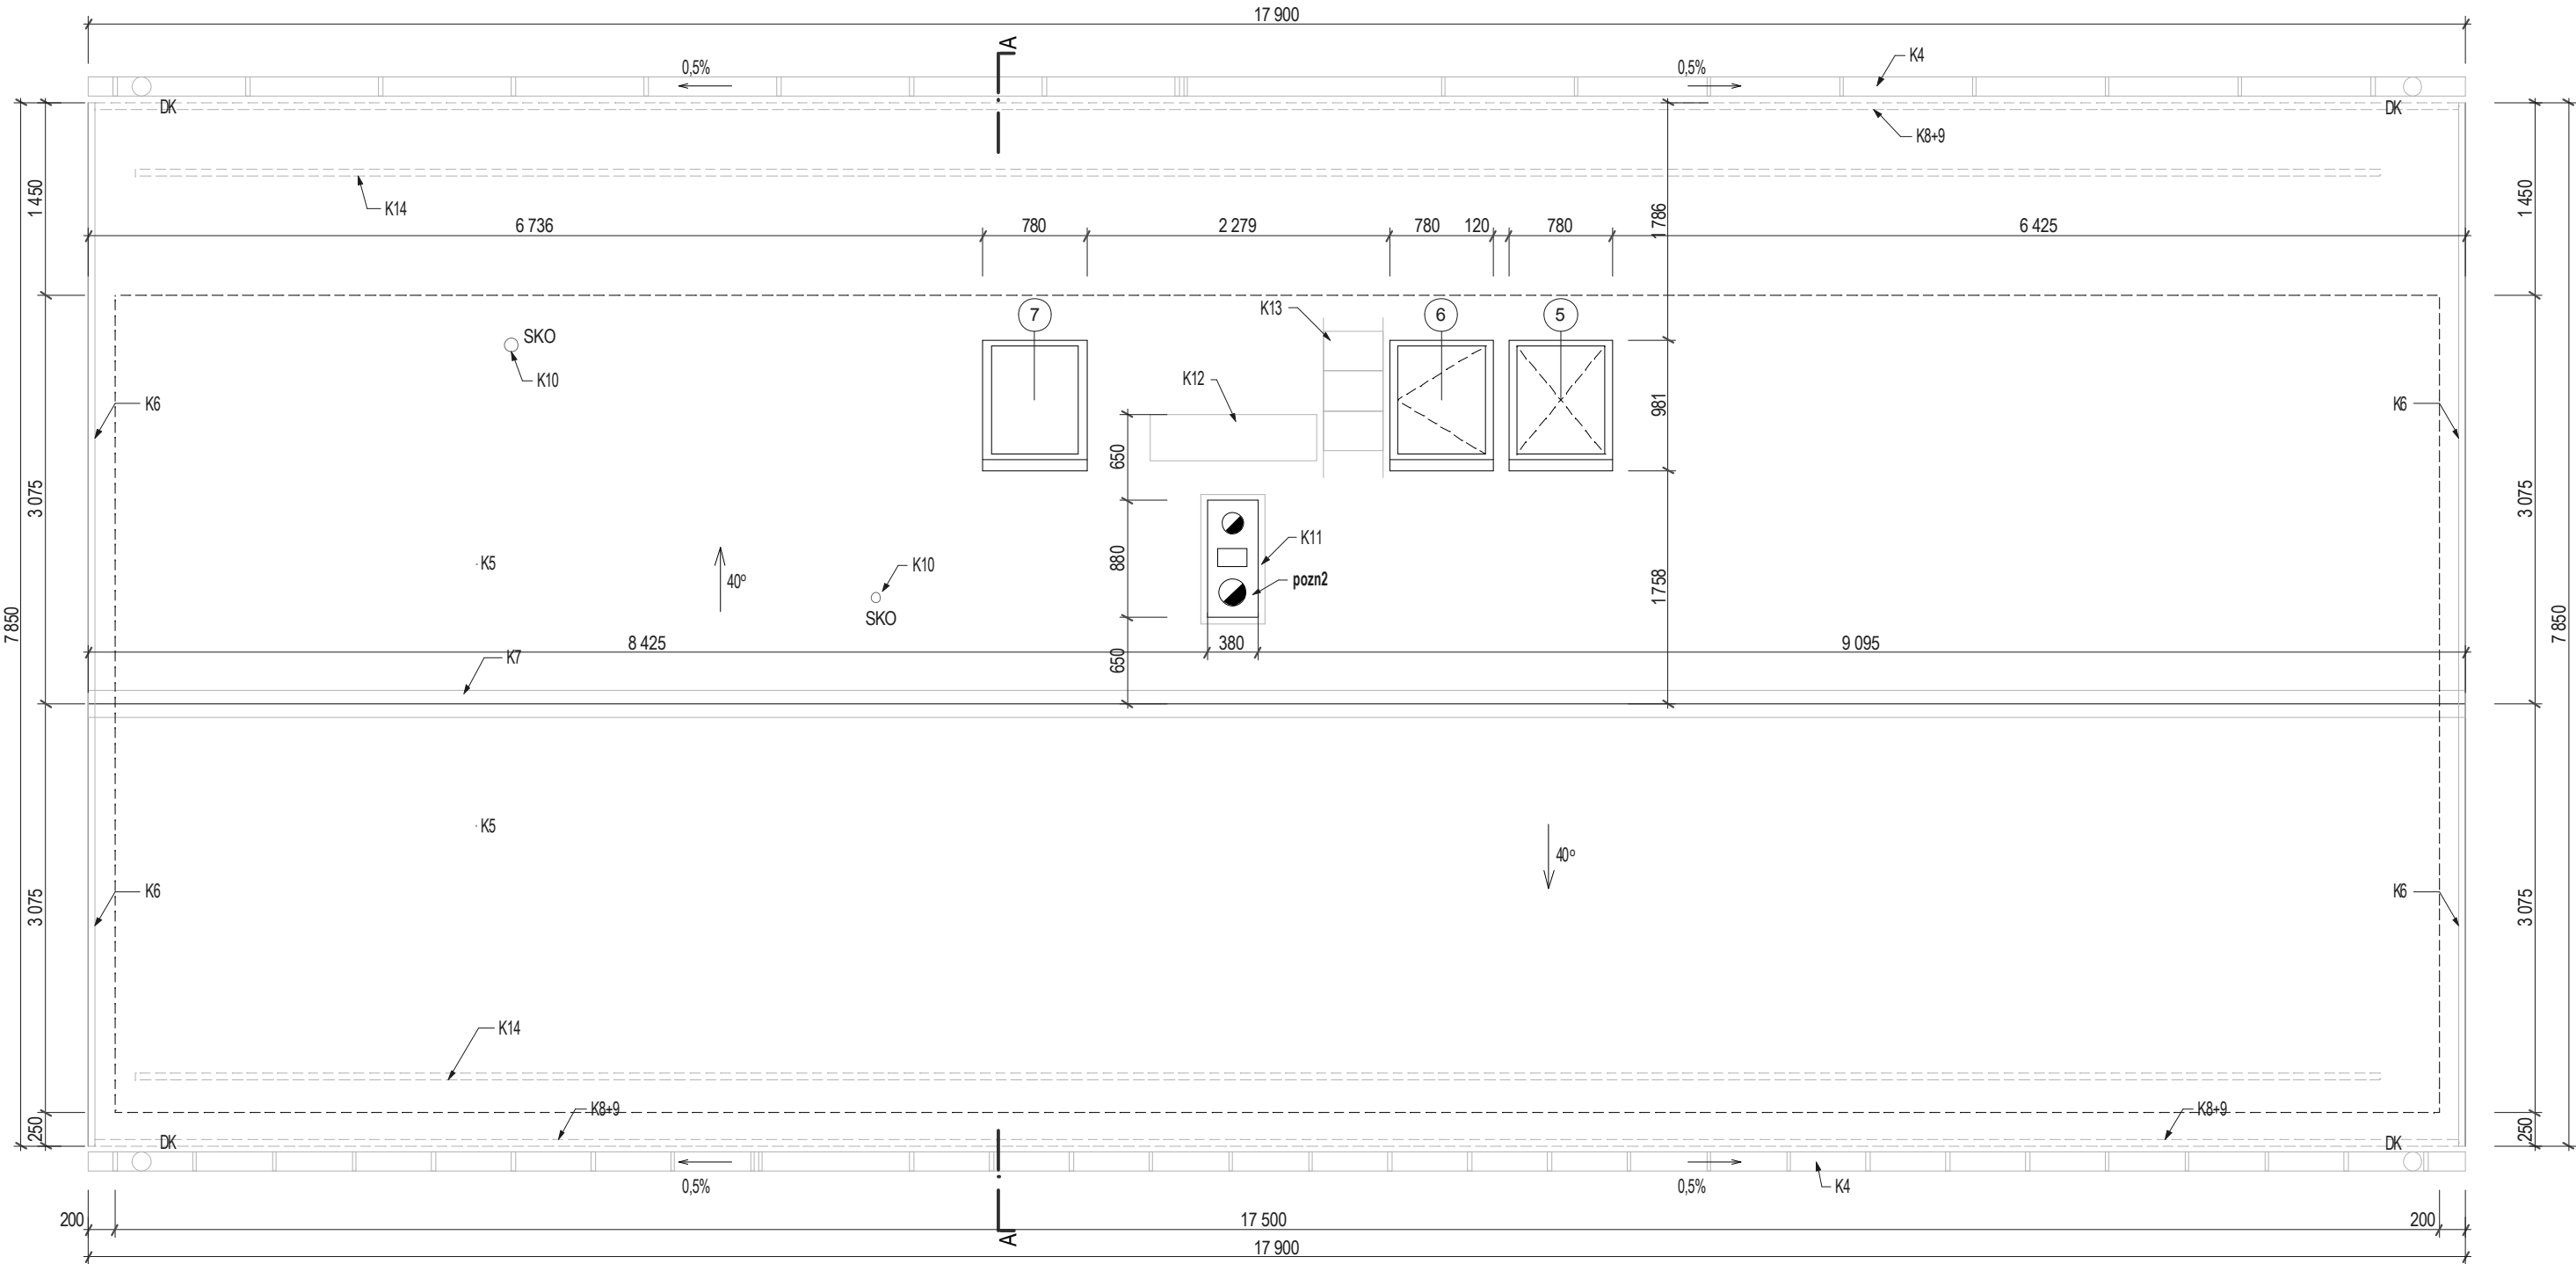 17 900
A
0,5%
0,5%
K4
DK
DK
K8+9
1 450
K14
1 786
1 450
6 736
780
2 279
780
120
780
6 425
7
K13
6
5
SKO
K10
K12
K6
981
K6
650
3 075
3 075
K11
K5
40º
K10
880
pozn2
1758
SKO
7 850
7 850
8 425
380
9 095
K7
650
K5
40º
3 075
K6
K6
3 075
K14
K8+9
K8+9
250
250
DK
DK
0,5%
0,5%
K4
200
17 500
200
A
17 900